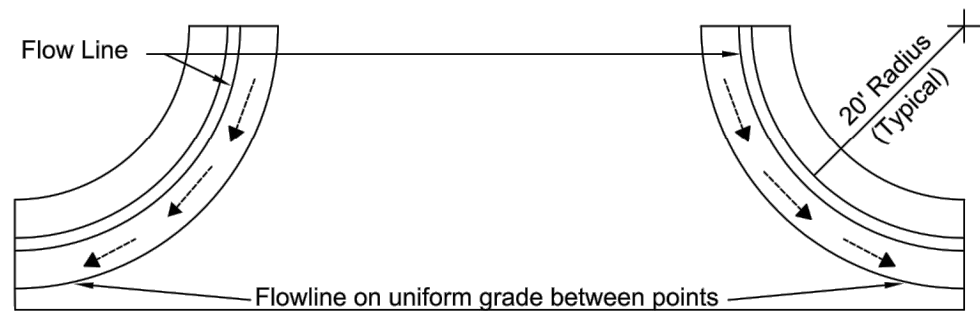 Flow Line
20' Radius
(Typical)
Flowline on uniform grade between points